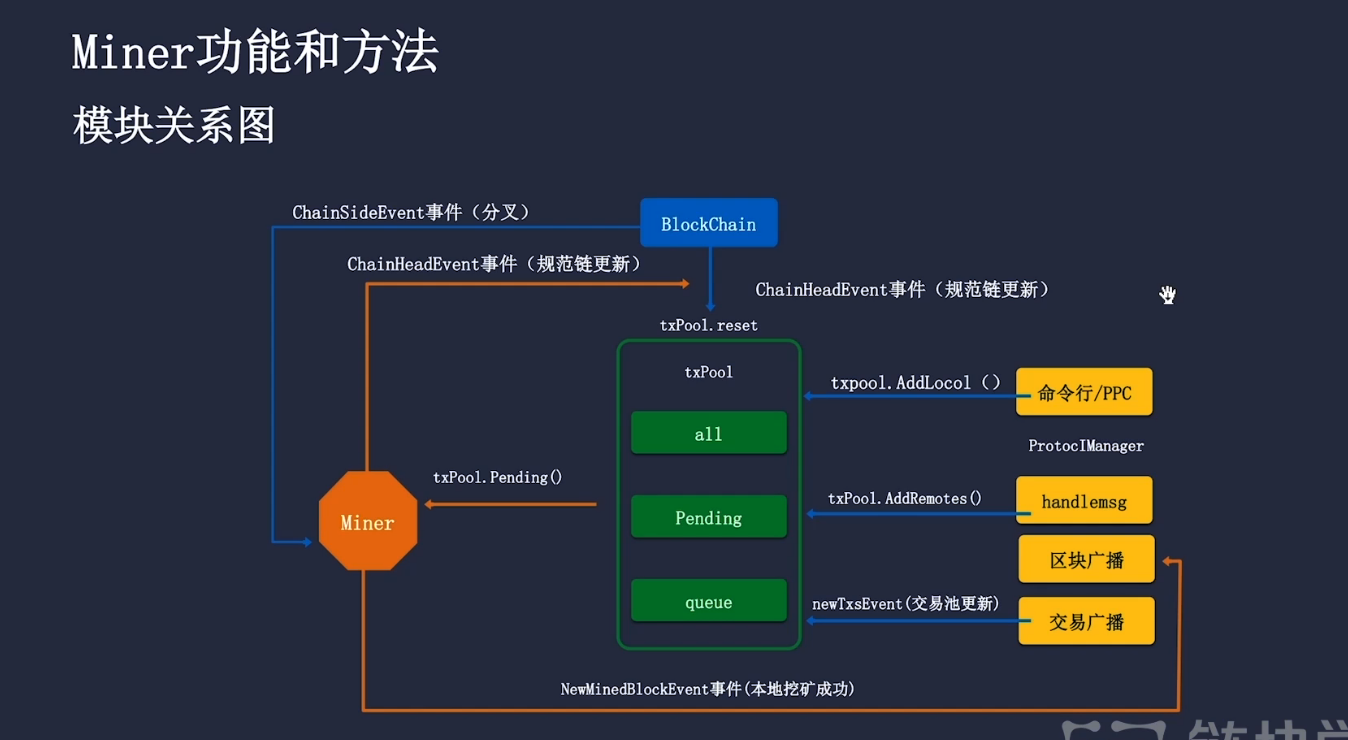 Miner功能和方法
模块关系图
ChainSideEvent事件（分叉）
BlockChain
ChainHeadEvent事件（规范链更新）
ChainHeadEvent事件（规范链更新）
txPool.reset
txPool
txpool.AddLocol（）
命令行/PPC
all
ProtocIManager
txPool.Pending()
txPool.AddRemotes()
handlemsg
Miner
Pending
区块广播
queue
newTxsEvent(交易池更新)
交易广播
NewMinedBlockEvent事件(本地挖矿成功)